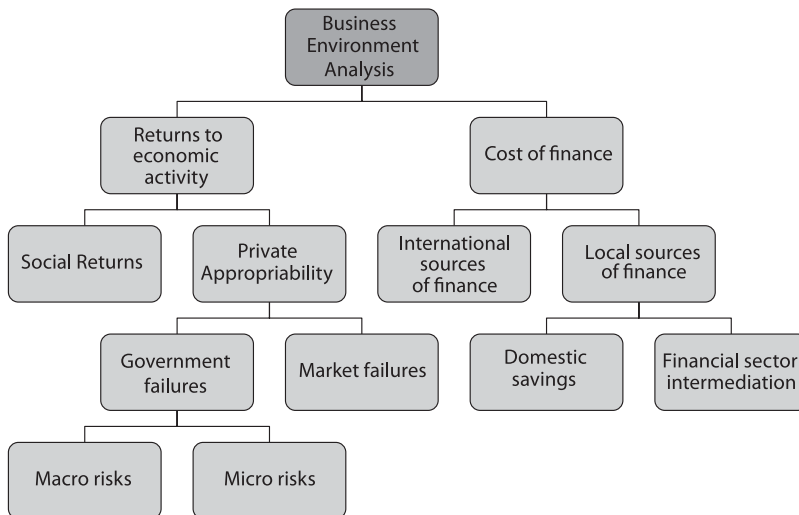 Business
Environment
Analysis
Returns to
economic
activity
Cost of finance
Social Returns
Private
Appropriability
International
sources
of finance
Local sources
of finance
Government
failures
Market failures
Domestic
savings
Financial sector
intermediation
Macro risks
Micro risks